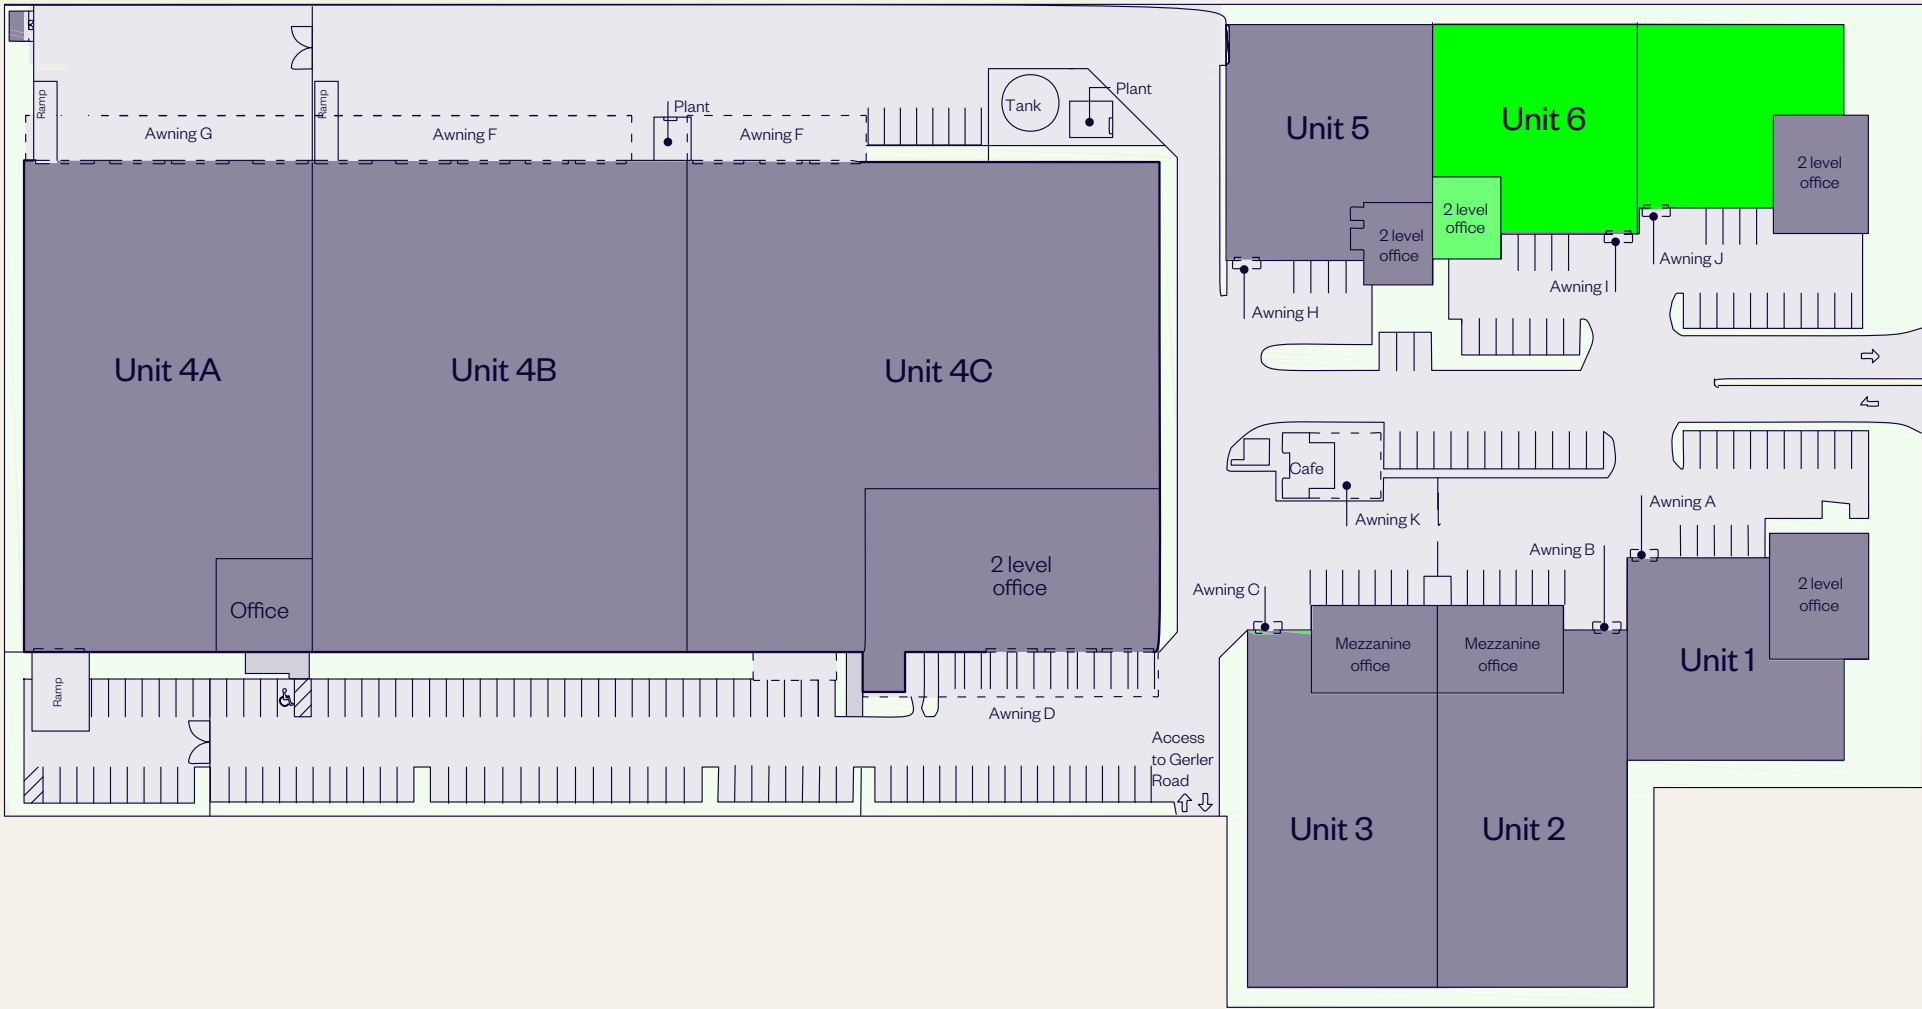 Ramp
Awning G
Ramp
Awning F
Plant
Awning F
Tank
Plant
Unit 5
2 level
office
Unit 6
2 level
office
2 level
office
Awning H
Awning I
Awning J
Unit 4A
Unit 4B
Unit 4C
Office
2 level
office
Cafe
Awning K
Awning A
Awning B
Awning C
Mezzanine
office
Mezzanine
office
Unit 1
2 level
office
Ramp
Awning D
Access
to Gerler
Road
Unit 3
Unit 2